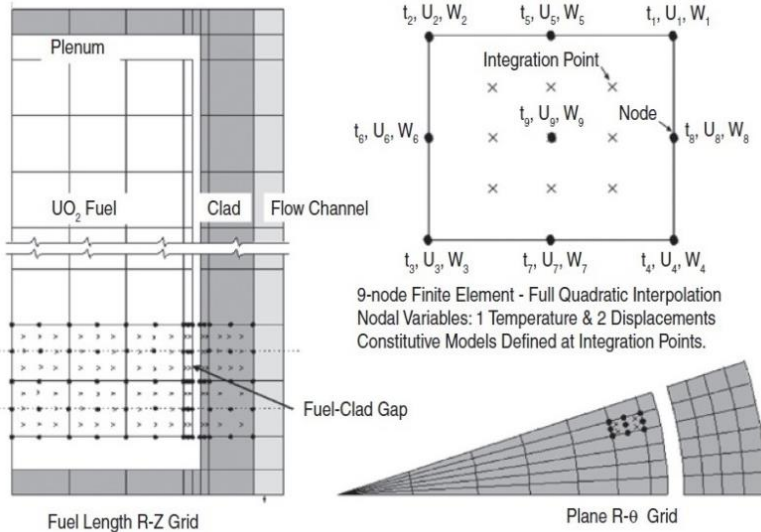 Plenum
UO₂ Fuel
Clad
Flow Channel
Fuel-Clad Gap
Fuel Length R-Z Grid
t₂, U₂, W₂
t₅, U₅, W₅
t₁, U₁, W₁
Integration Point
t₆, U₆, W₆
t₉, U₉, W₉
Node
t₈, U₈, W₈
t₃, U₃, W₃
t₇, U₇, W₇
t₄, U₄, W₄
9-node Finite Element - Full Quadratic Interpolation
Nodal Variables: 1 Temperature & 2 Displacements
Constitutive Models Defined at Integration Points.
Plane R-θ Grid